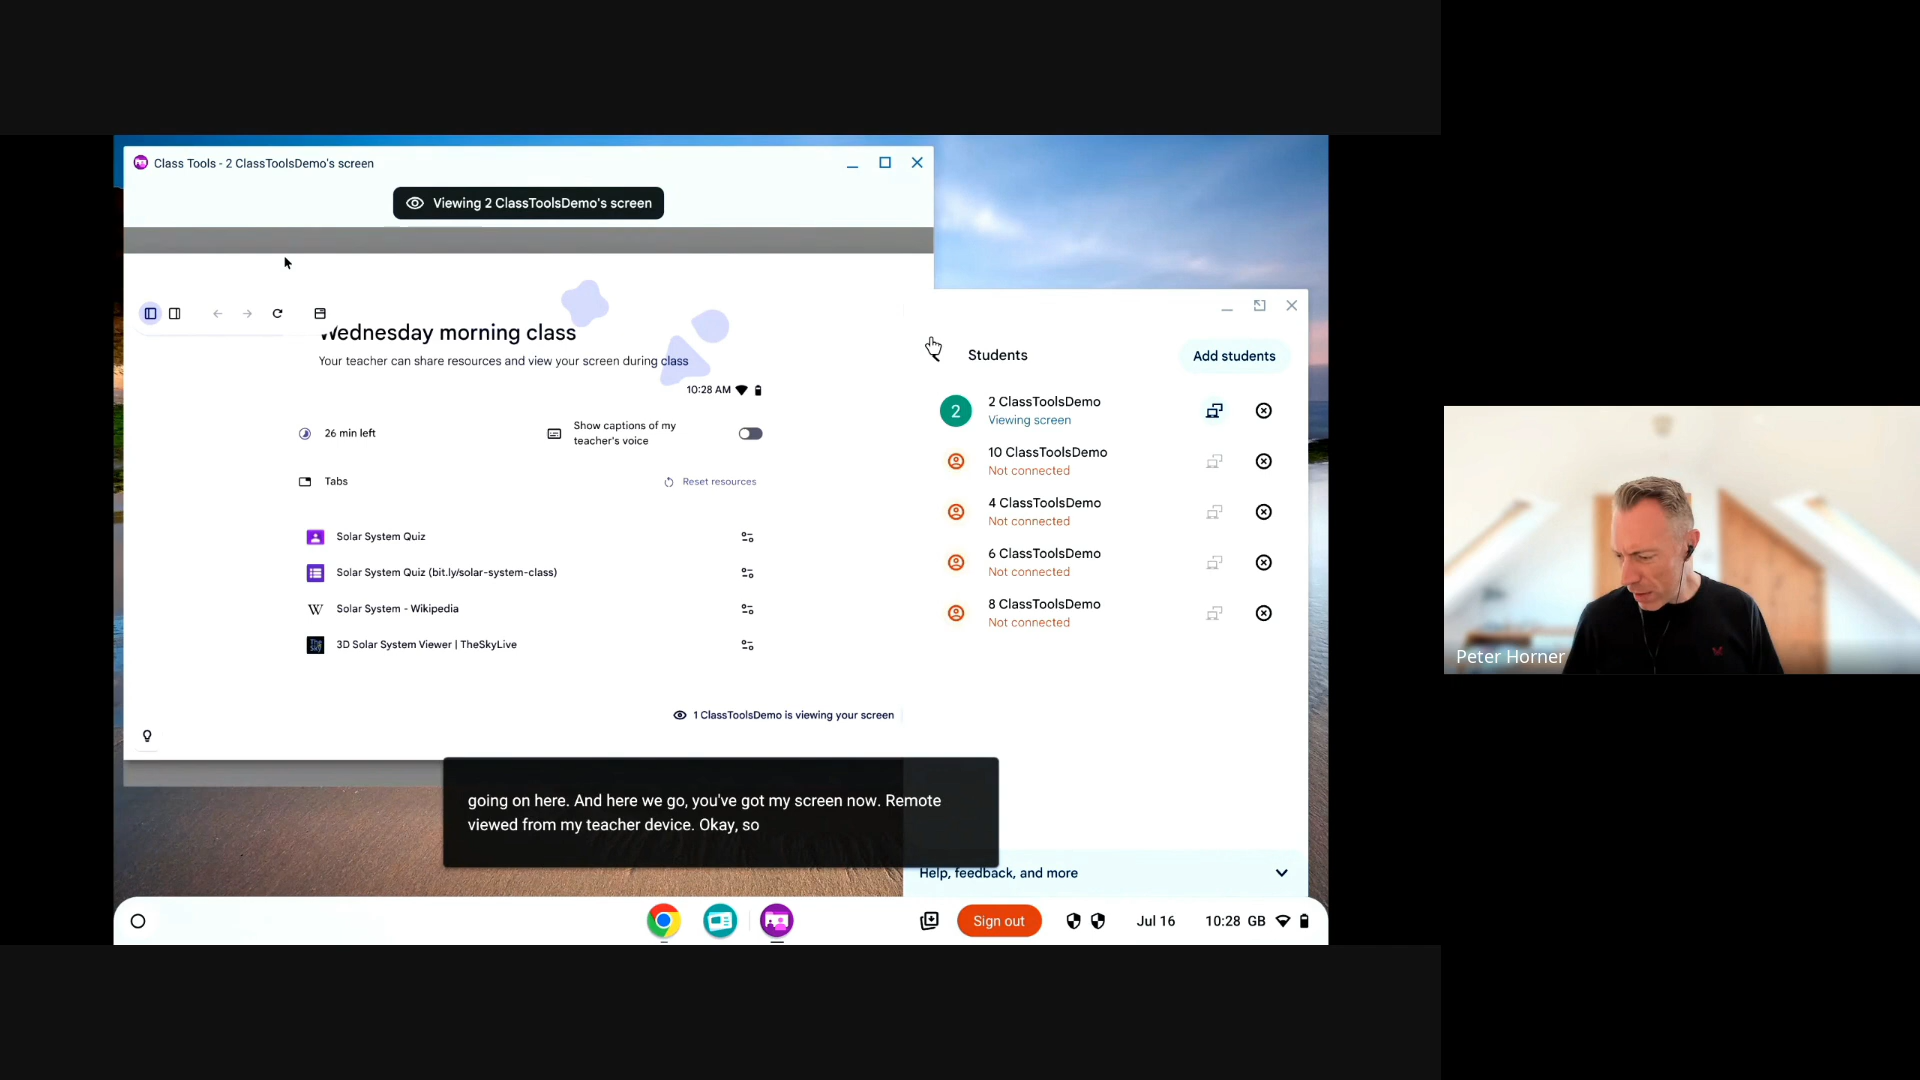 Class Tools - 2 ClassToolsDemo's screen
Viewing 2 ClassToolsDemo's screen
Wednesday morning class
Your teacher can share resources and view your screen during class
10:28 AM
26 min left
Show captions of my
teacher's voice
Tabs
Reset resources
Solar System Quiz
Solar System Quiz (bit.ly/solar-system-class)
W Solar System - Wikipedia
3D Solar System Viewer | TheSkyLive
1 ClassToolsDemo is viewing your screen
Students
Add students
2
2 ClassToolsDemo
Viewing screen
10 ClassToolsDemo
Not connected
4 ClassToolsDemo
Not connected
6 ClassToolsDemo
Not connected
8 ClassToolsDemo
Not connected
going on here. And here we go, you've got my screen now. Remote
viewed from my teacher device. Okay, so
Help, feedback, and more
Sign out
Jul 16
10:28 GB
Peter Horner